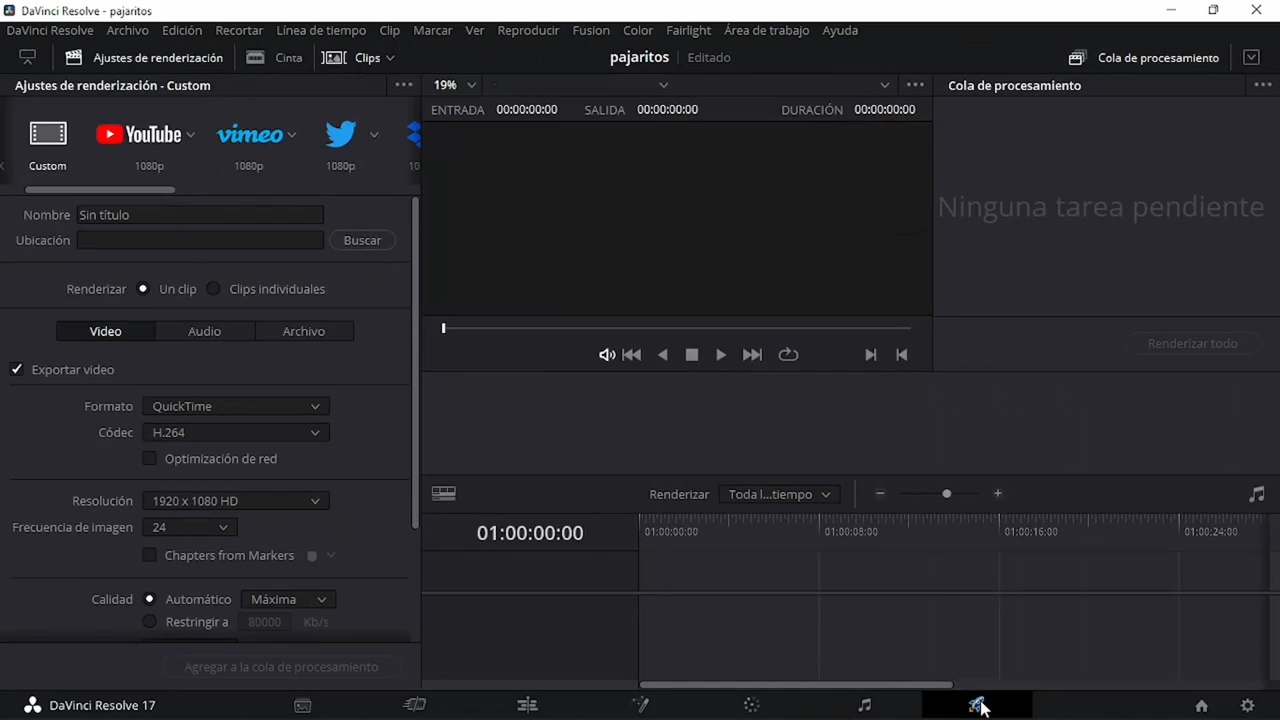 DaVinci Resolve - pajaritos
DaVinci Resolve Archivo Edición Recortar Línea de tiempo Clip Marcar Ver Reproducir Fusion Color Fairlight Área de trabajo Ayuda
Ajustes de renderización Cinta Clips pajaritos Editado Cola de procesamiento
Ajustes de renderización - Custom 19% Cola de procesamiento
ENTRADA 00:00:00:00 SALIDA 00:00:00:00 DURACIÓN 00:00:00:00
YouTube vimeo
Custom 1080p 1080p 1080p
Ninguna tarea pendiente
Nombre Sin título
Ubicación Buscar
Renderizar Un clip Clips individuales
Video Audio Archivo
Renderizar todo
Exportar video
Formato QuickTime
Códec H.264
Optimización de red
Resolución 1920 x 1080 HD
Renderizar Toda l...tiempo
Frecuencia de imagen 24
01:00:00:00
01:00:00:00 01:00:08:00 01:00:16:00 01:00:24:00
Chapters from Markers
Calidad Automático Máxima
Restringir a 80000 Kb/s
Agregar a la cola de procesamiento
DaVinci Resolve 17